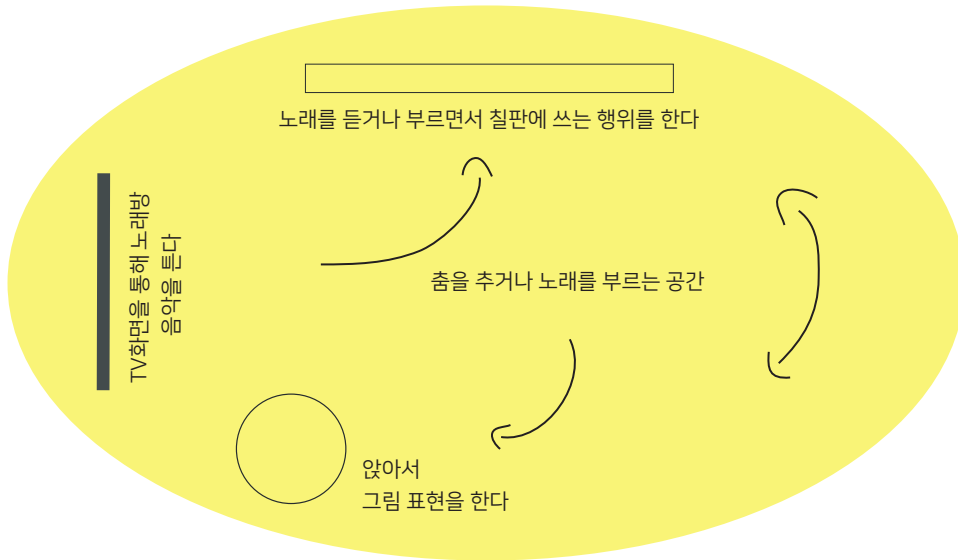 노래를 듣거나 부르면서 칠판에 쓰는 행위를 한다
TV화면을 통해 노래방
음악을 튼다
춤을 추거나 노래를 부르는 공간
앉아서
그림 표현을 한다